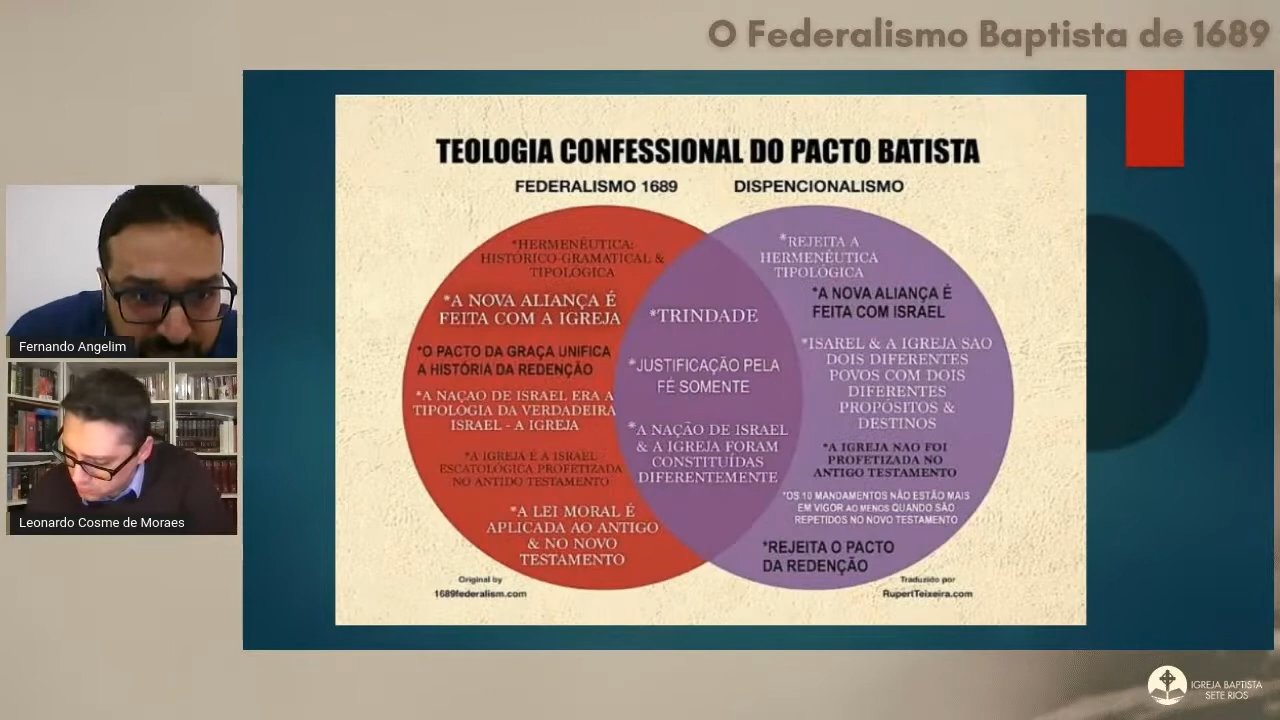 O Federalismo Baptista de 1689
TEOLOGIA CONFESSIONAL DO PACTO BATISTA
FEDERALISMO 1689
DISPENCIONALISMO
*HERMENÊUTICA:
HISTÓRICO-GRAMATICAL &
TIPOLÓGICA
*A NOVA ALIANÇA É
FEITA COM A IGREJA
*O PACTO DA GRAÇA UNIFICA
A HISTÓRIA DA REDENÇÃO
*A NAÇAO DE ISRAEL ERA A
TIPOLOGIA DA VERDADEIRA
ISRAEL - A IGREJA
*A IGREJA É A ISRAEL
ESCATOLÓGICA PROFETIZADA
NO ANTIDO TESTAMENTO
*A LEI MORAL É
APLICADA AO ANTIGO
& NO NOVO
TESTAMENTO
*TRINDADE
*JUSTIFICAÇÃO PELA
FÉ SOMENTE
*A NAÇÃO DE ISRAEL
& A IGREJA FORAM
CONSTITUÍDAS
DIFERENTEMENTE
*REJEITA A
HERMENÊUTICA
TIPOLÓGICA
*A NOVA ALIANÇA É
FEITA COM ISRAEL
*ISAREL & A IGREJA SAO
DOIS DIFERENTES
POVOS COM DOIS
DIFERENTES
PROPÓSITOS &
DESTINOS
*A IGREJA NAO FOI
PROFETIZADA NO
ANTIGO TESTAMENTO
*OS 10 MANDAMENTOS NÃO ESTÃO MAIS
EM VIGOR AO MENOS QUANDO SÃO
REPETIDOS NO NOVO TESTAMENTO
*REJEITA O PACTO
DA REDENÇÃO
Original by
1689federalism.com
Traduzido por
RupertTeixeira.com
Fernando Angelim
Leonardo Cosme de Moraes
IGREJA BAPTISTA
SETE RIOS